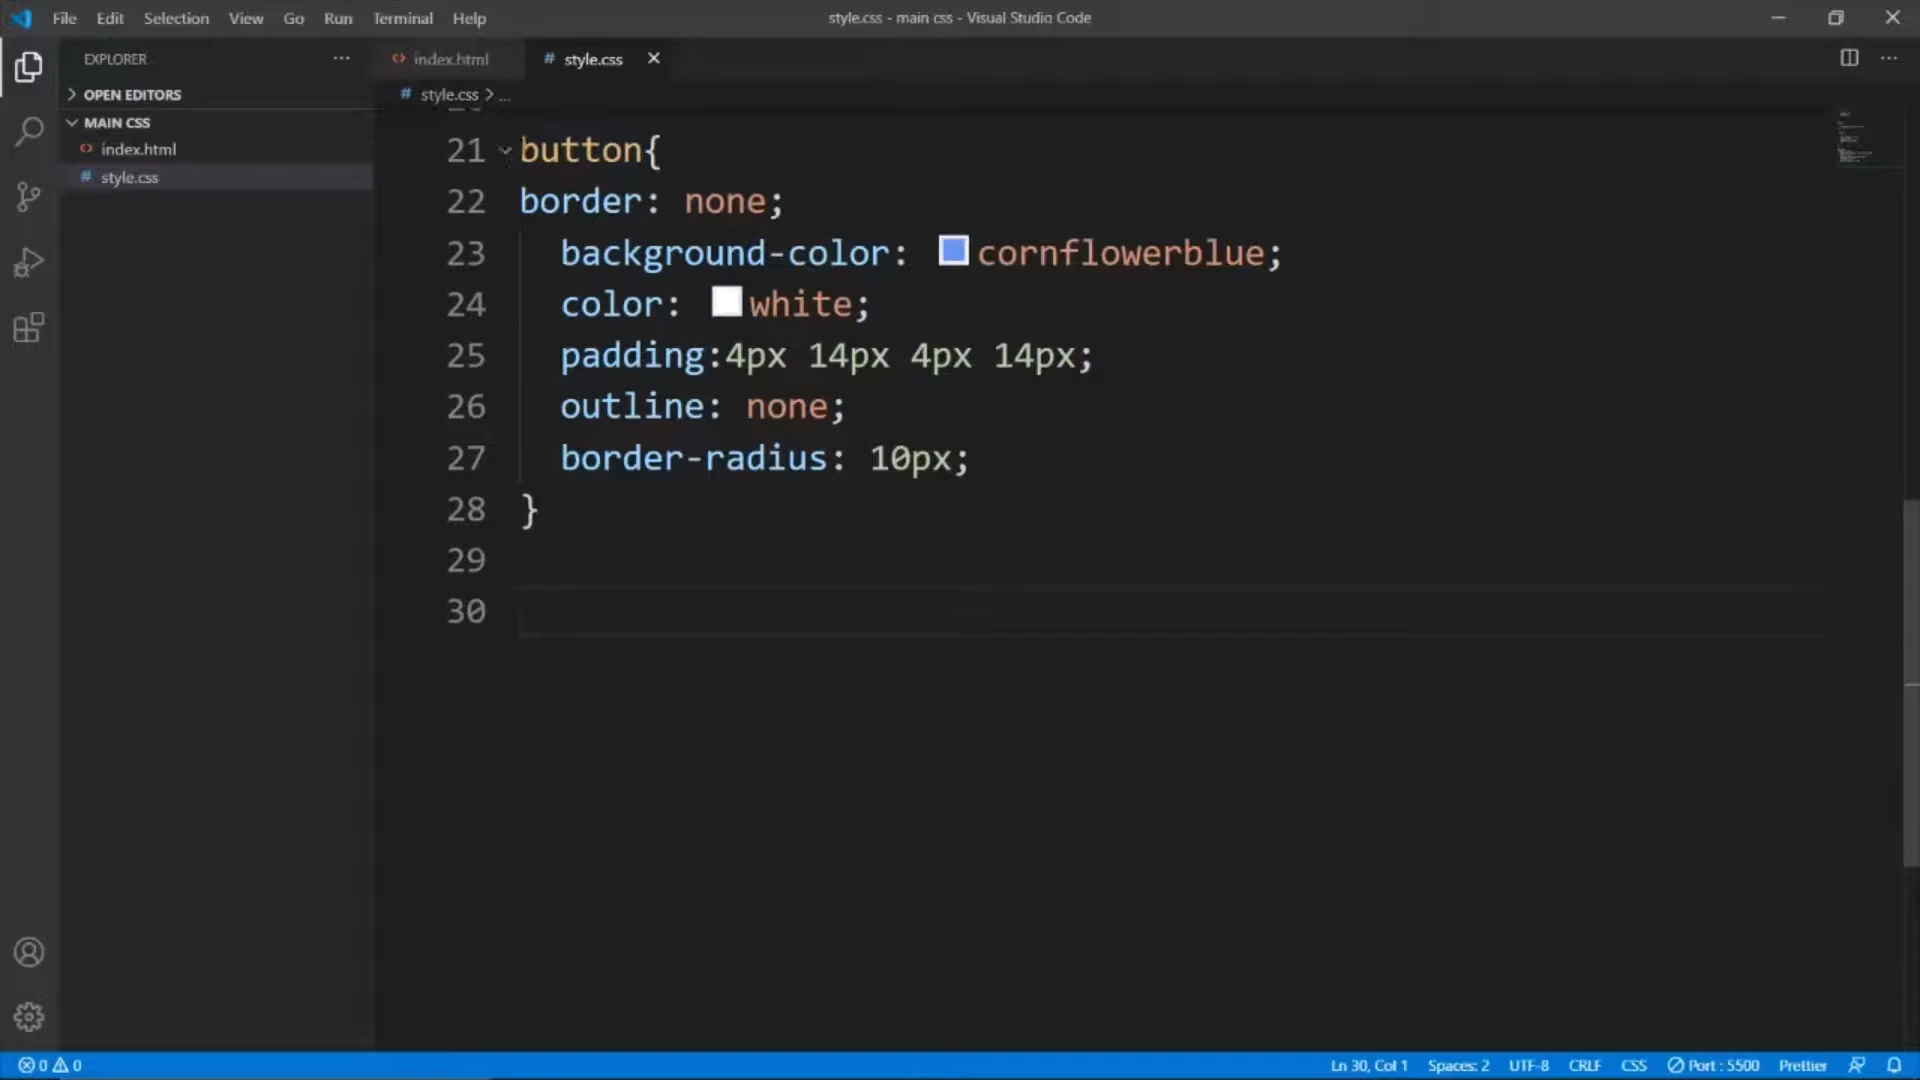 File Edit Selection View Go Run Terminal Help
style.css - main css - Visual Studio Code
EXPLORER
OPEN EDITORS
MAIN CSS
index.html
style.css
index.html
style.css
style.css > ...
21 button{
22 border: none;
23 background-color: cornflowerblue;
24 color: white;
25 padding:4px 14px 4px 14px;
26 outline: none;
27 border-radius: 10px;
28 }
29
30
0 0
Ln 30, Col 1 Spaces: 2 UTF-8 CRLF CSS Port : 5500 Prettier